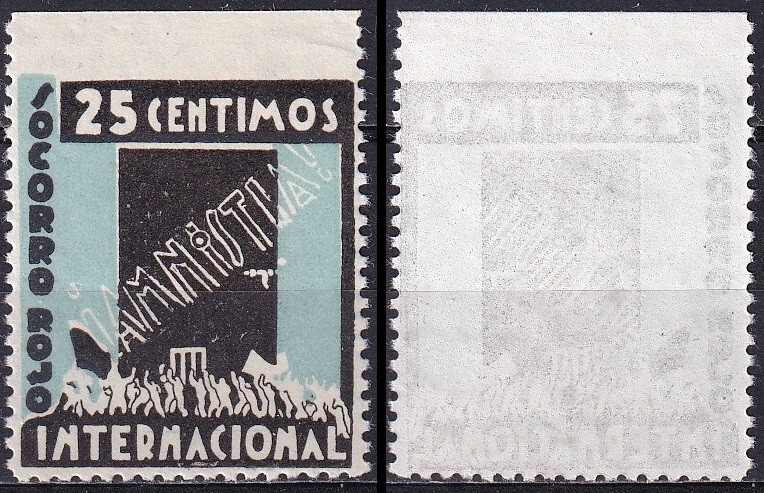 25 CENTIMOS
SOCORRO ROJO
¡AMNISTIA!
INTERNACIONAL